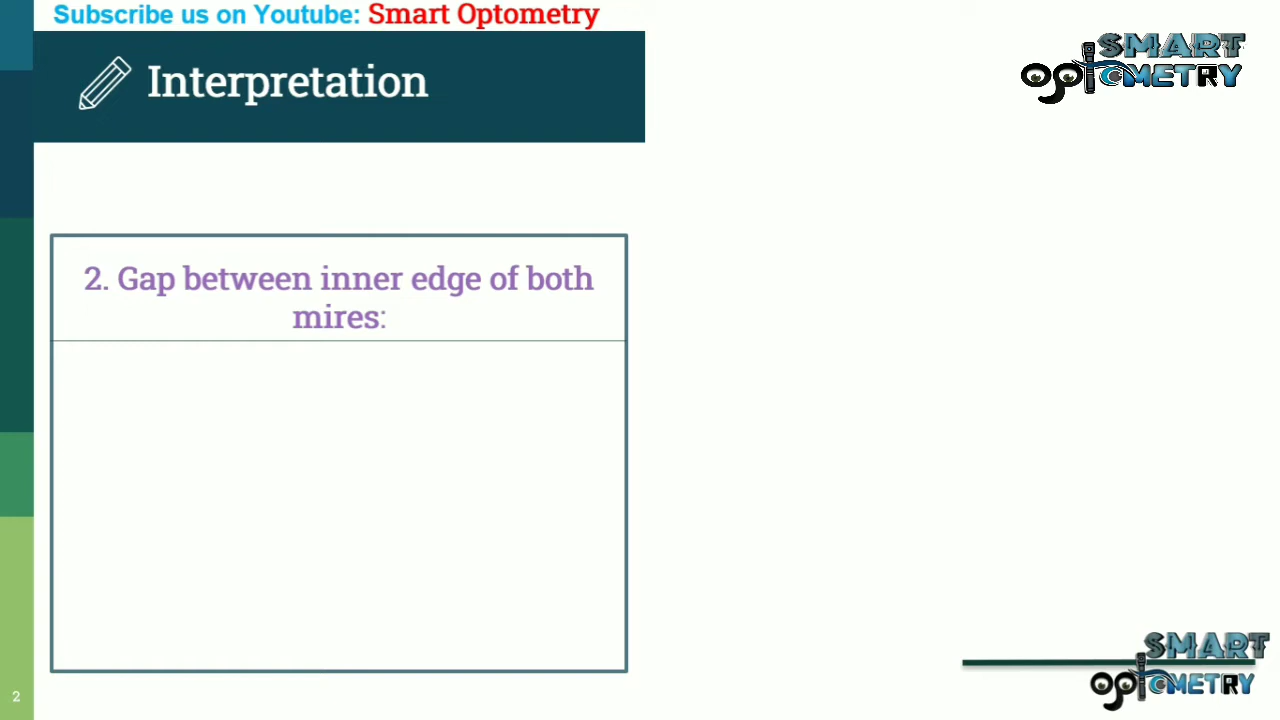 Subscribe us on Youtube: Smart Optometry
SMART
OptOMETRY
Interpretation
2. Gap between inner edge of both
mires:
SMART
OptOMETRY
2